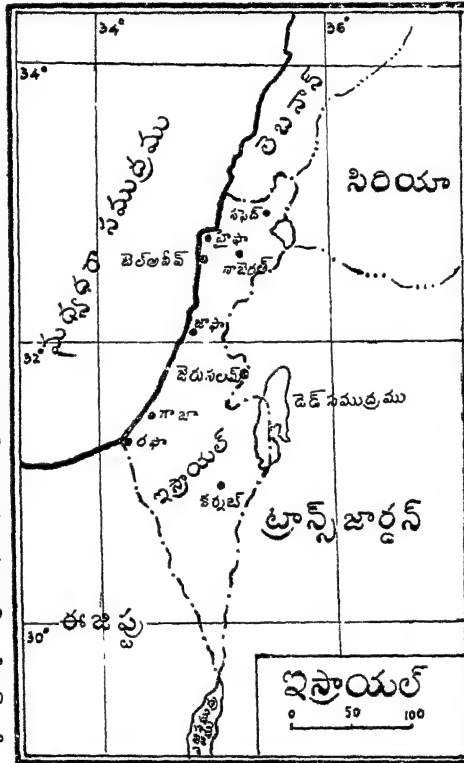 34°
36°
34°
లెబనాన్
మధ్యధరా సముద్రము
సిరియా
సఫెద్
హైఫా
టెల్అవీవ్
నాజెరత్
జాఫా
32°
జెరుసలమ్
డెడ్ సముద్రము
గాజా
రఫా
ఇస్రాయల్
కర్నబ్
ట్రాన్స్ జార్డన్
30°
ఈజిప్టు
ఇస్రాయల్
0 50 100